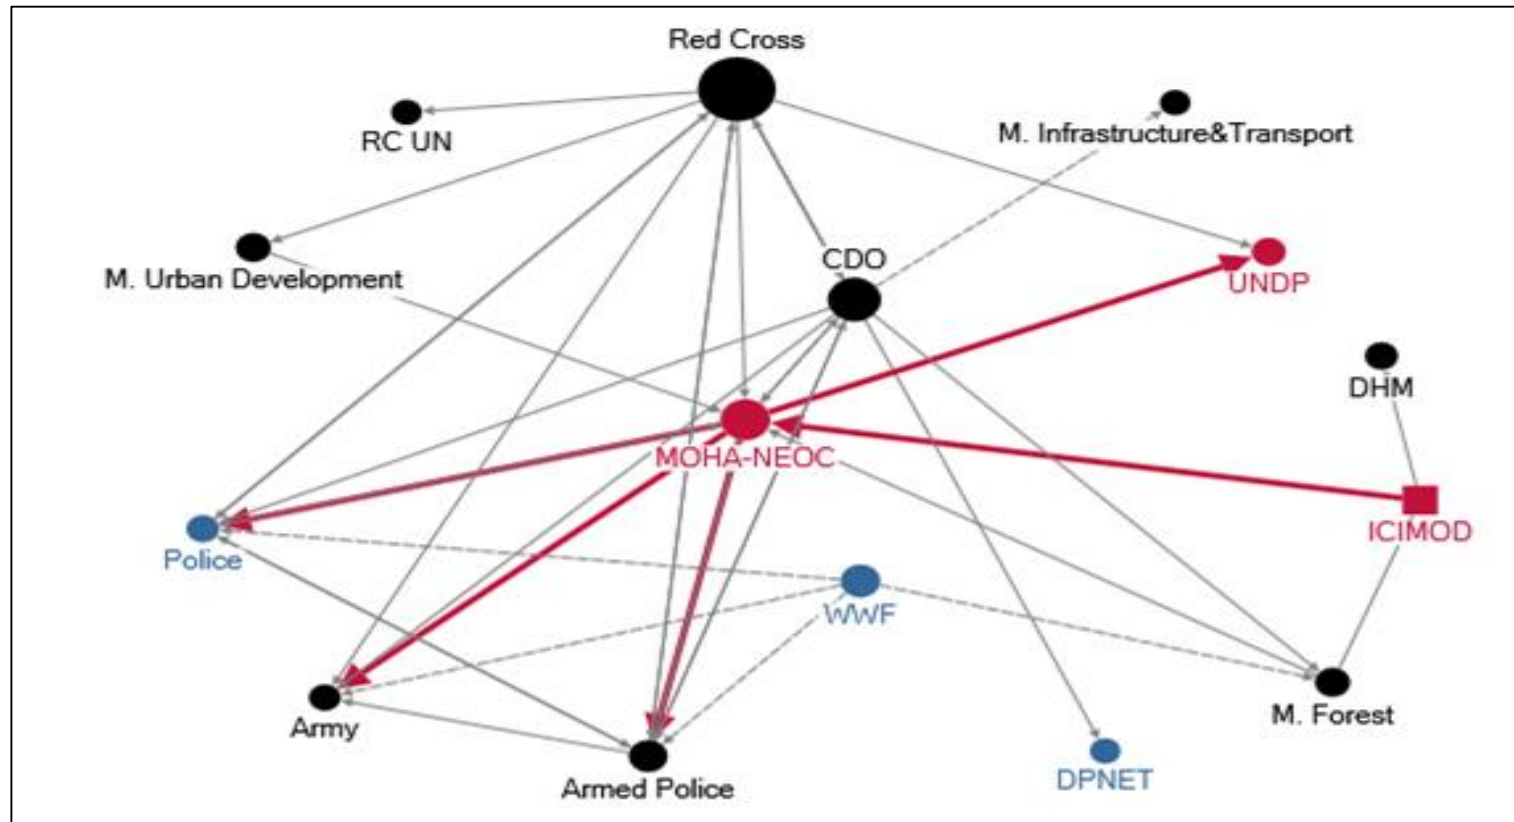 Red Cross
RC UN
M. Infrastructure&Transport
M. Urban Development
CDO
UNDP
DHM
MOHA-NEOC
ICIMOD
Police
WWF
Army
M. Forest
Armed Police
DPNET